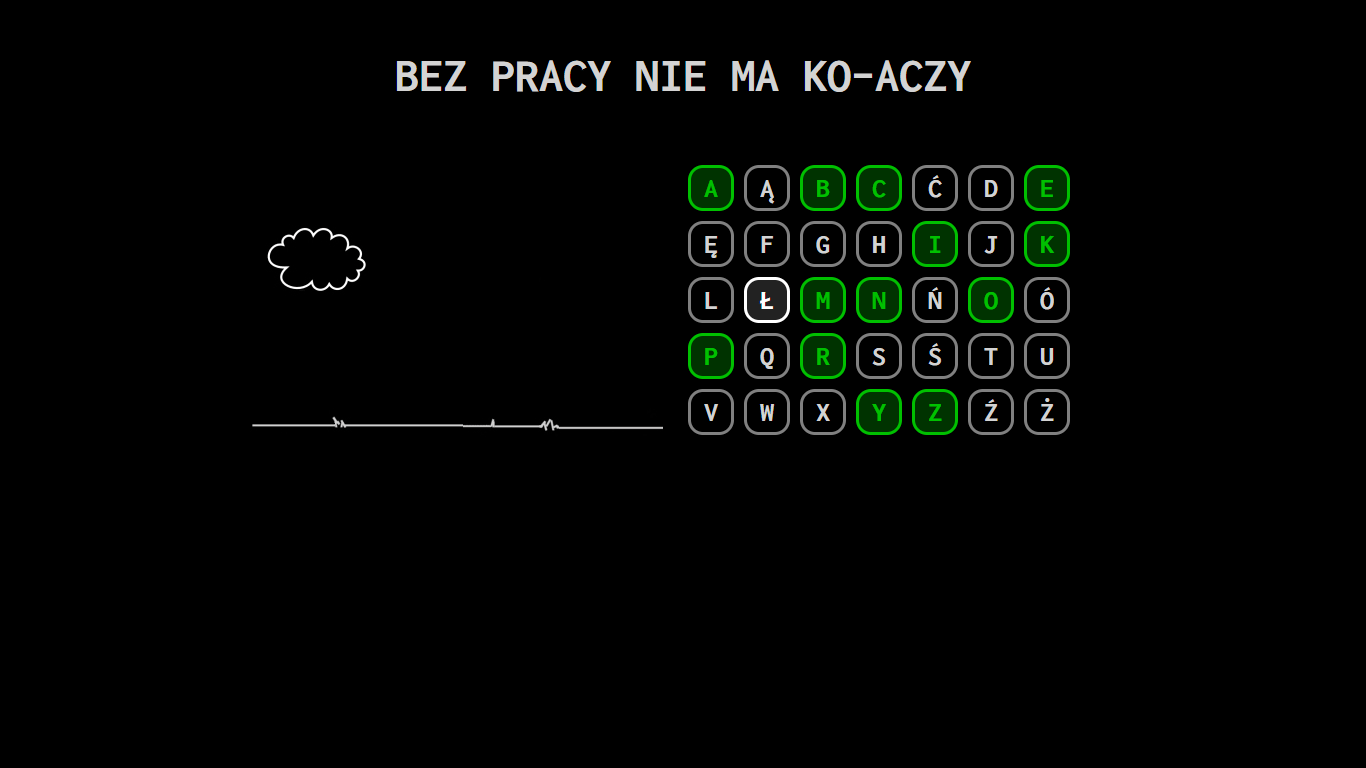 BEZ PRACY NIE MA KO-ACZY
A Ą B C Ć D E
Ę F G H I J K
L Ł M N Ń O Ó
P Q R S Ś T U
V W X Y Z Ź Ż